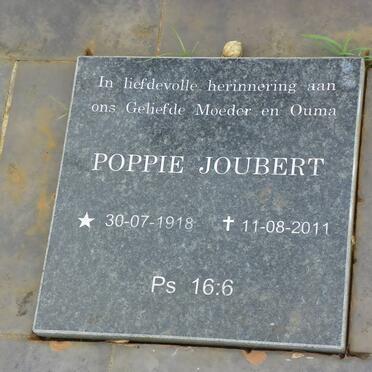 In liefdevolle herinnering aan
ons Geliefde Moeder en Ouma
POPPIE JOUBERT
★ 30-07-1918 ✝ 11-08-2011
Ps 16:6